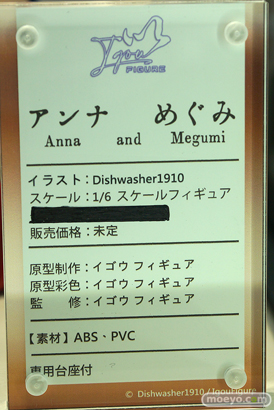 Igou
FIGURE
アンナ めぐみ
Anna and Megumi
イラスト：Dishwasher1910
スケール：1/6 スケールフィギュア
販売価格：未定
原型制作：イゴウ フィギュア
原型彩色：イゴウ フィギュア
監 修：イゴウ フィギュア
【素材】ABS、PVC
専用台座付
© Dishwasher1910 / IgouFigure
moeyo.com